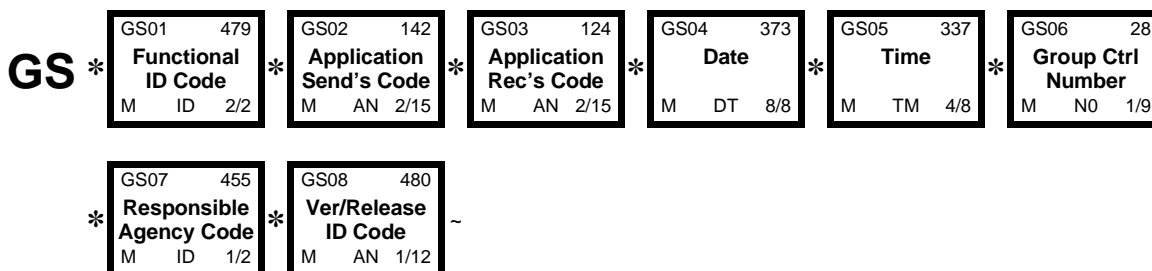 GS * GS01 479 * GS02 142 * GS03 124 * GS04 373 * GS05 337 * GS06 28
Functional Application Application Date Time Group Ctrl
ID Code Send's Code Rec's Code Number
M ID 2/2 M AN 2/15 M AN 2/15 M DT 8/8 M TM 4/8 M N0 1/9
* GS07 455 * GS08 480 ~
Responsible Ver/Release
Agency Code ID Code
M ID 1/2 M AN 1/12